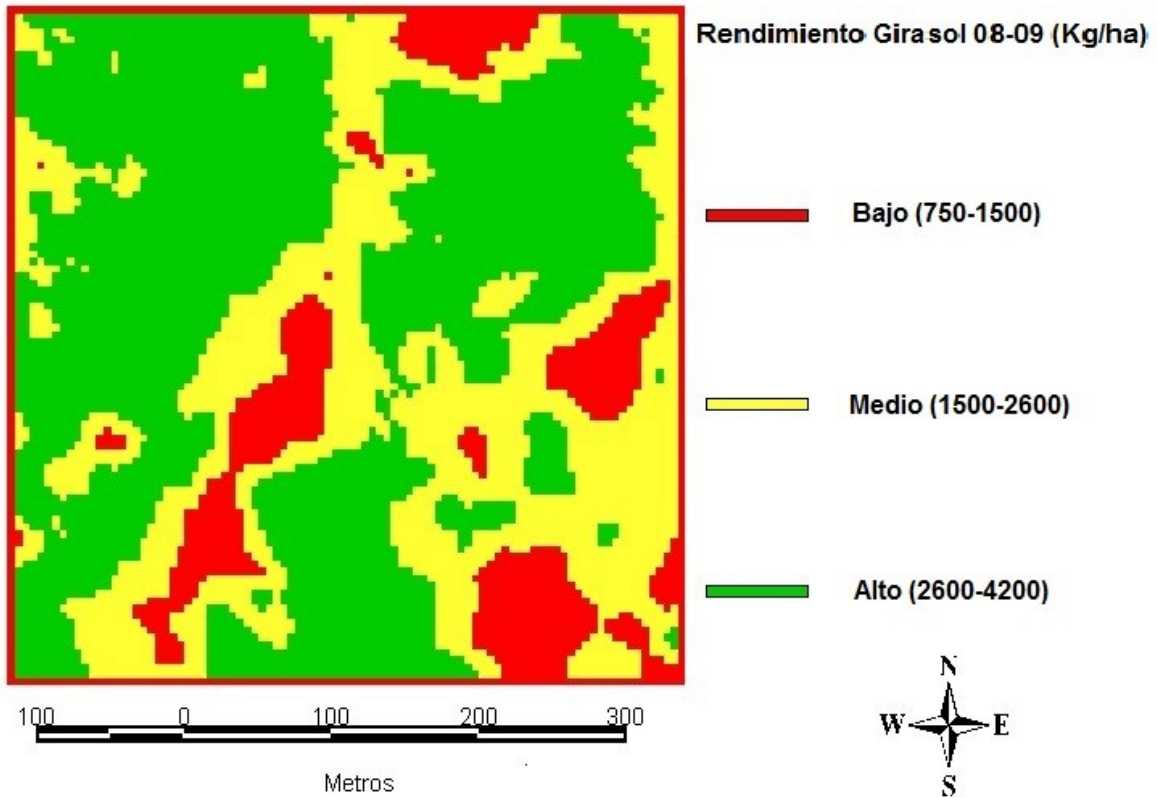 Rendimiento Girasol 08-09 (Kg/ha)
Bajo (750-1500)
Medio (1500-2600)
Alto (2600-4200)
N
W E
S
100 0 100 200 300
Metros